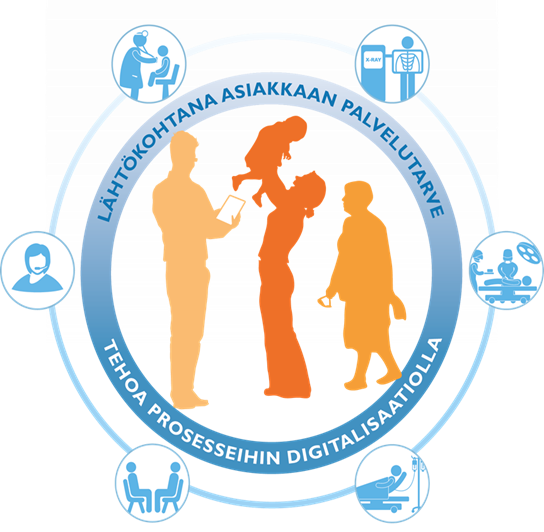 X-RAY
LÄHTÖKOHTANA ASIAKKAAN PALVELUTARVE
TEHOA PROSESSEIHIN DIGITALISAATIOLLA